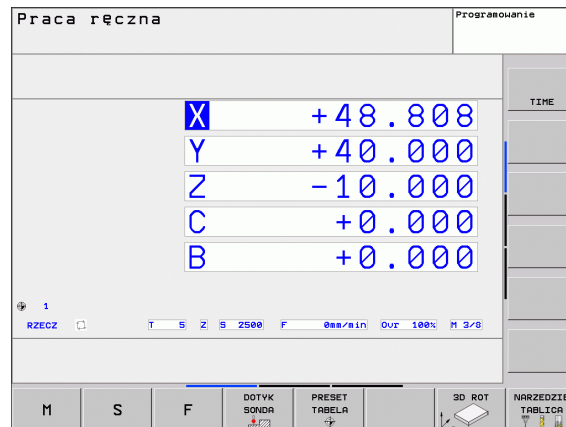 Praca ręczna
Programowanie
TIME
X +48.808
Y +40.000
Z -10.000
C +0.000
B +0.000
1
RZECZ T 5 Z S 2500 F 0mm/min Ovr 100% M 3/8
M
S
F
DOTYK
SONDA
PRESET
TABELA
3D ROT
NARZEDZIE
TABLICA